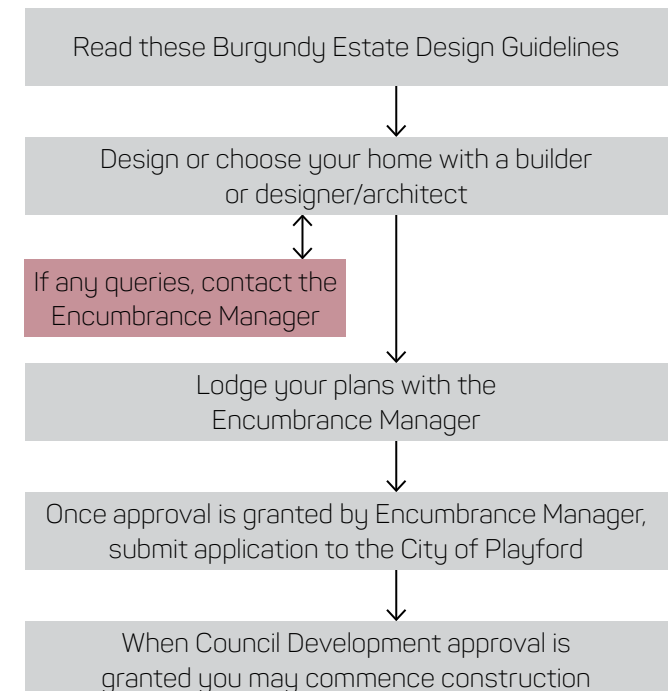 Read these Burgundy Estate Design Guidelines
Design or choose your home with a builder
or designer/architect
If any queries, contact the
Encumbrance Manager
Lodge your plans with the
Encumbrance Manager
Once approval is granted by Encumbrance Manager,
submit application to the City of Playford
When Council Development approval is
granted you may commence construction